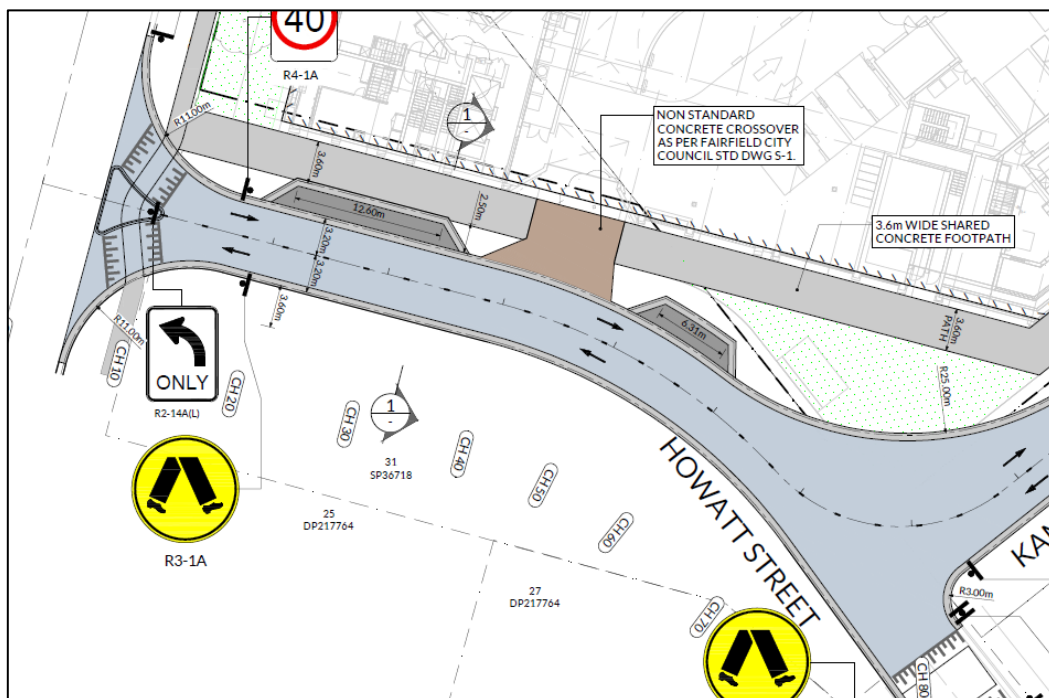 40
R4-1A
R11.00m
1
-
3.60m
12.60m
2.50m
3.20m
3.20m
3.60m
NON STANDARD
CONCRETE CROSSOVER
AS PER FAIRFIELD CITY
COUNCIL STD DWG S-1.
3.6m WIDE SHARED
CONCRETE FOOTPATH
6.31m
3.60m
PATH
R25.00m
R11.00m
ONLY
R2-14A(L)
CH 10
CH 20
CH 30
CH 40
CH 50
CH 60
CH 70
CH 80
1
-
31
SP36718
25
DP217764
27
DP217764
R3-1A
HOWATT STREET
R3.00m